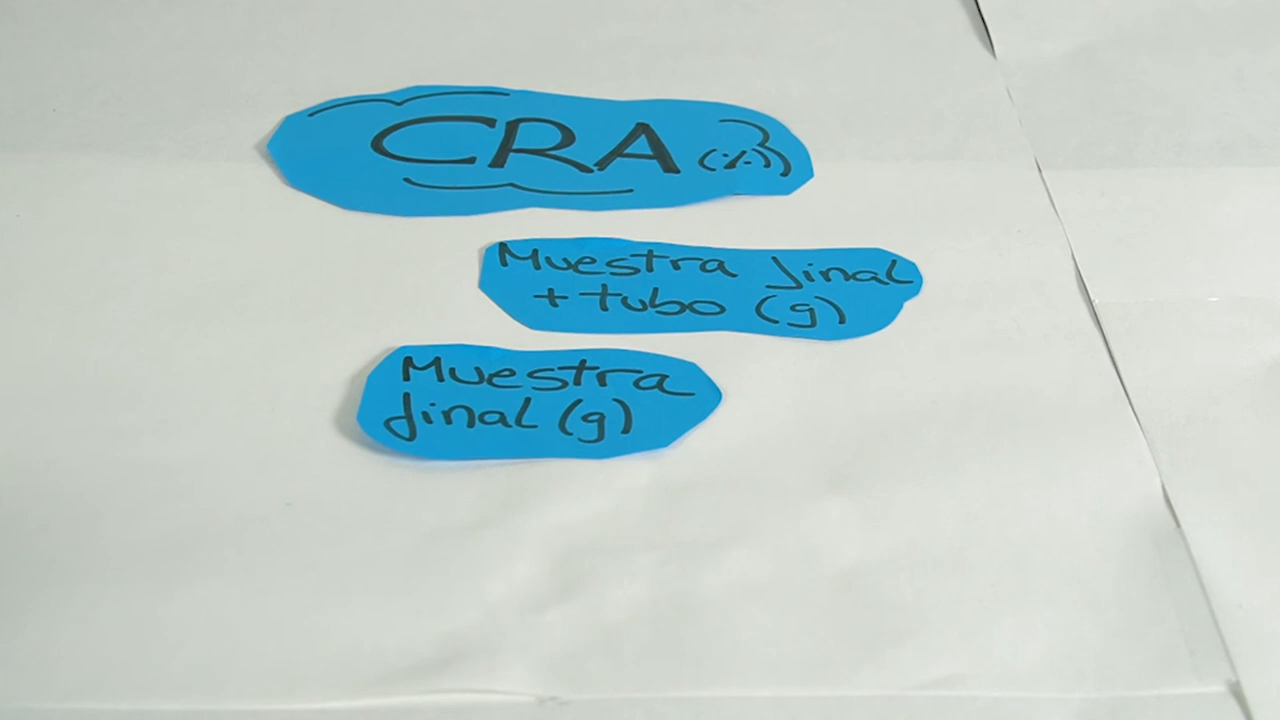 CRA (%)
Muestra final
+ tubo (g)
Muestra
final (g)